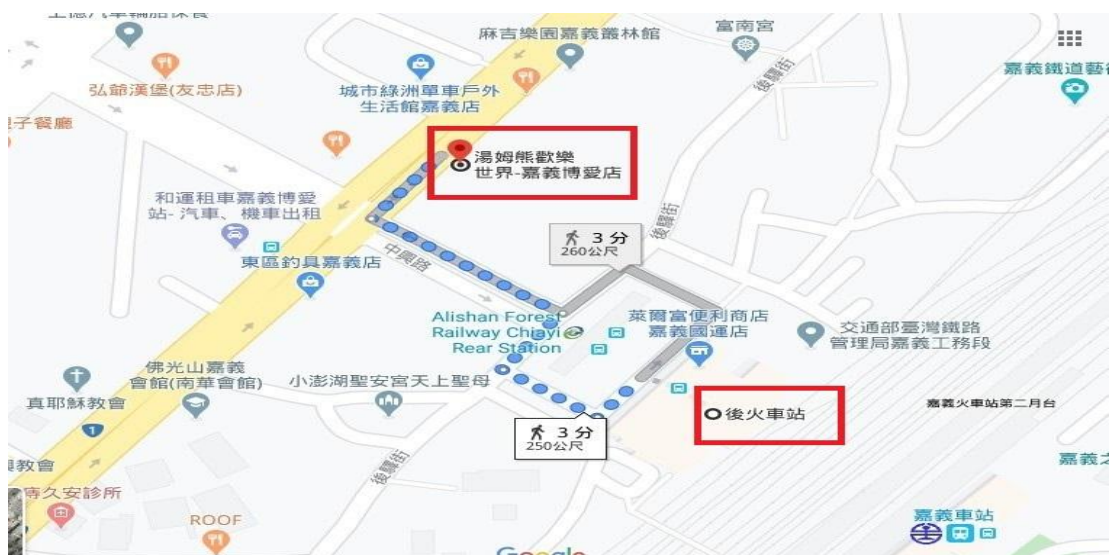 麻吉樂園嘉義叢林館
富南宮
弘爺漢堡(友忠店)
城市綠洲單車戶外
生活館嘉義店
嘉義鐵道藝
子餐廳
湯姆熊歡樂
世界-嘉義博愛店
後驛街
和運租車嘉義博愛
站- 汽車、機車出租
後驛街
3 分
260公尺
中興路
東區釣具嘉義店
Alishan Forest
Railway Chiayi
Rear Station
萊爾富便利商店
嘉義國運店
交通部臺灣鐵路
管理局嘉義工務段
佛光山嘉義
會館(南華會館)
小澎湖聖安宮天上聖母
真耶穌教會
後火車站
嘉義火車站第二月台
1
3 分
250公尺
教會
嘉義之
後驛街
久安診所
ROOF
嘉義車站
Google